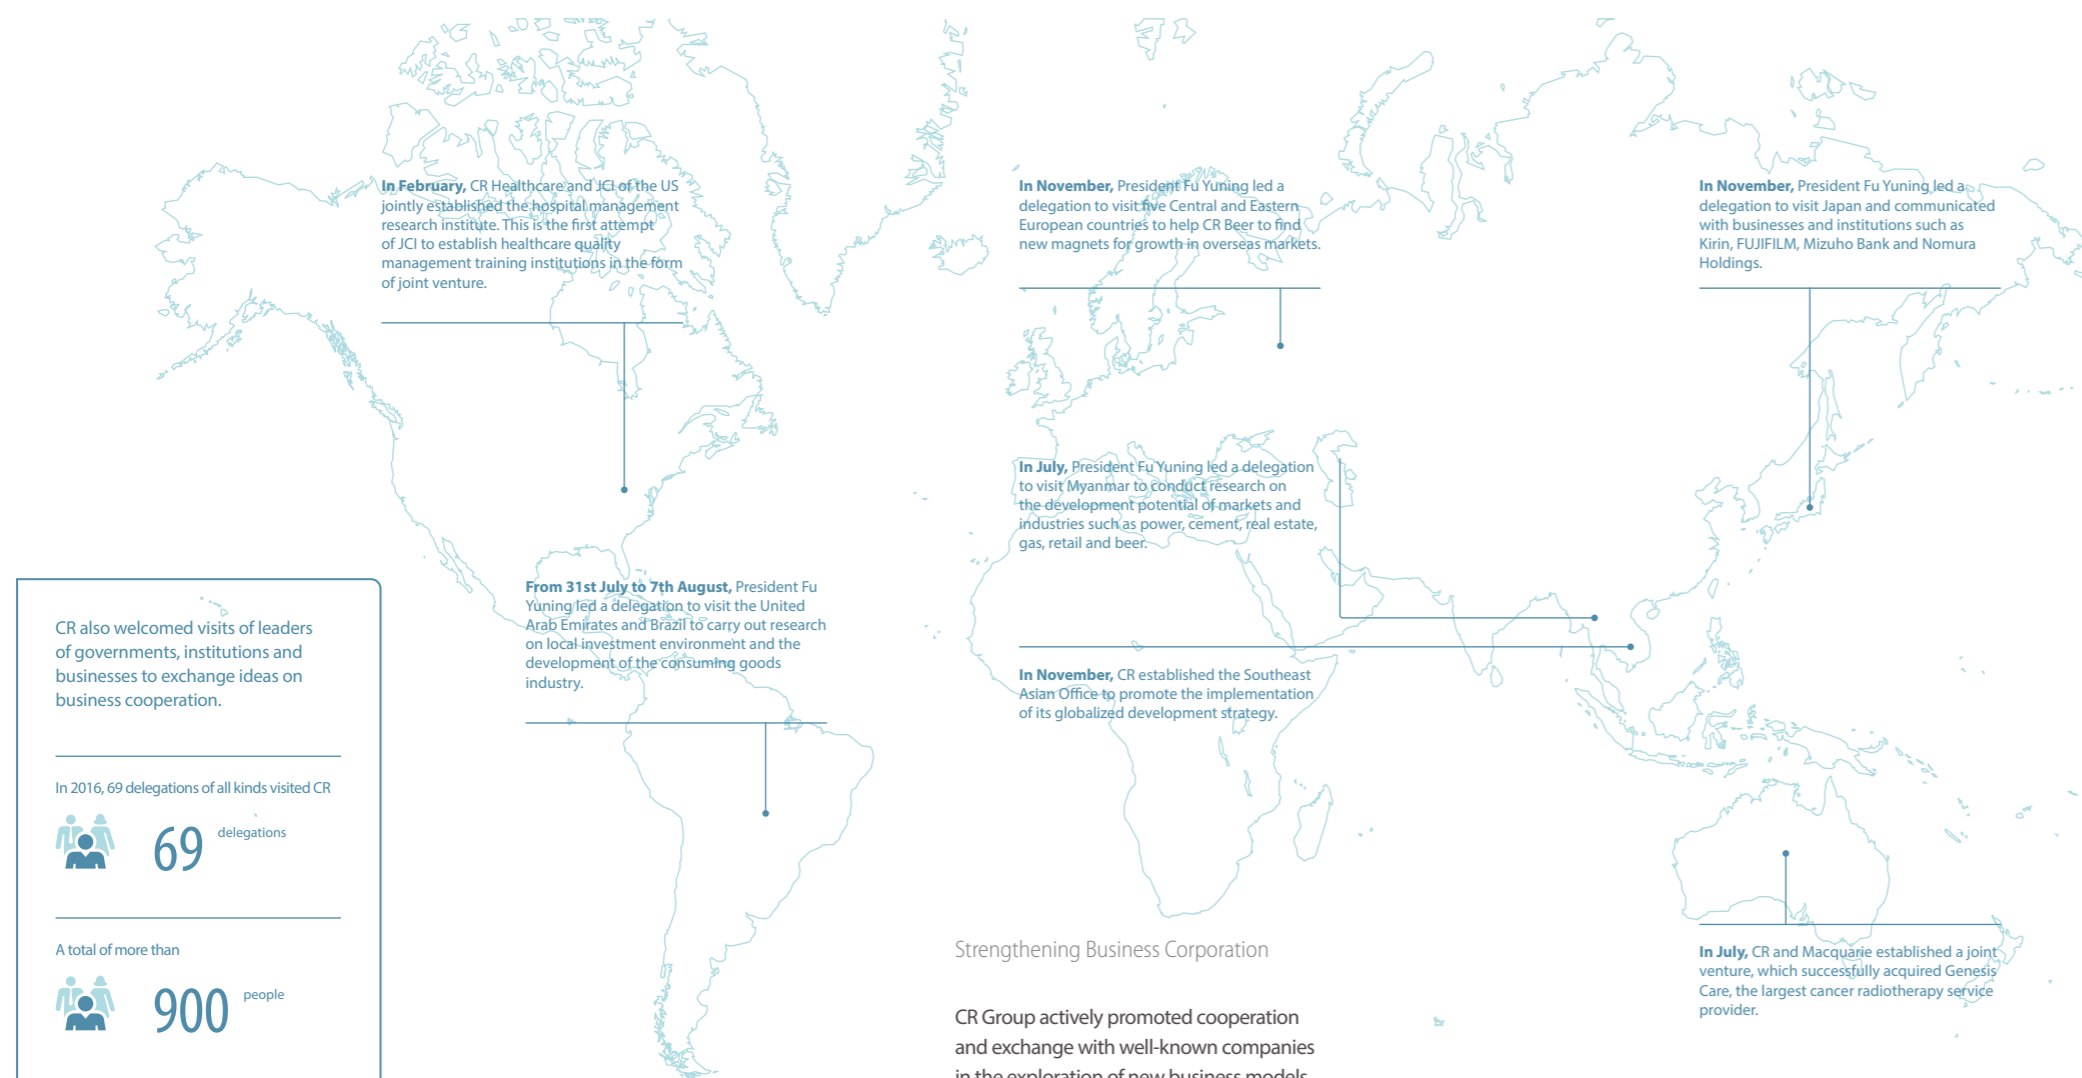 In February, CR Healthcare and JCI of the US
jointly established the hospital management
research institute. This is the first attempt
of JCI to establish healthcare quality
management training institutions in the form
of joint venture.
In November, President Fu Yuning led a
delegation to visit five Central and Eastern
European countries to help CR Beer to find
new magnets for growth in overseas markets.
In November, President Fu Yuning led a
delegation to visit Japan and communicated
with businesses and institutions such as
Kirin, FUJIFILM, Mizuho Bank and Nomura
Holdings.
In July, President Fu Yuning led a delegation
to visit Myanmar to conduct research on
the development potential of markets and
industries such as power, cement, real estate,
gas, retail and beer.
From 31st July to 7th August, President Fu
Yuning led a delegation to visit the United
Arab Emirates and Brazil to carry out research
on local investment environment and the
development of the consuming goods
industry.
In November, CR established the Southeast
Asian Office to promote the implementation
of its globalized development strategy.
CR also welcomed visits of leaders
of governments, institutions and
businesses to exchange ideas on
business cooperation.
In 2016, 69 delegations of all kinds visited CR
69 delegations
A total of more than
900 people
Strengthening Business Corporation
CR Group actively promoted cooperation
and exchange with well-known companies
in the exploration of new business models
In July, CR and Macquarie established a joint
venture, which successfully acquired Genesis
Care, the largest cancer radiotherapy service
provider.